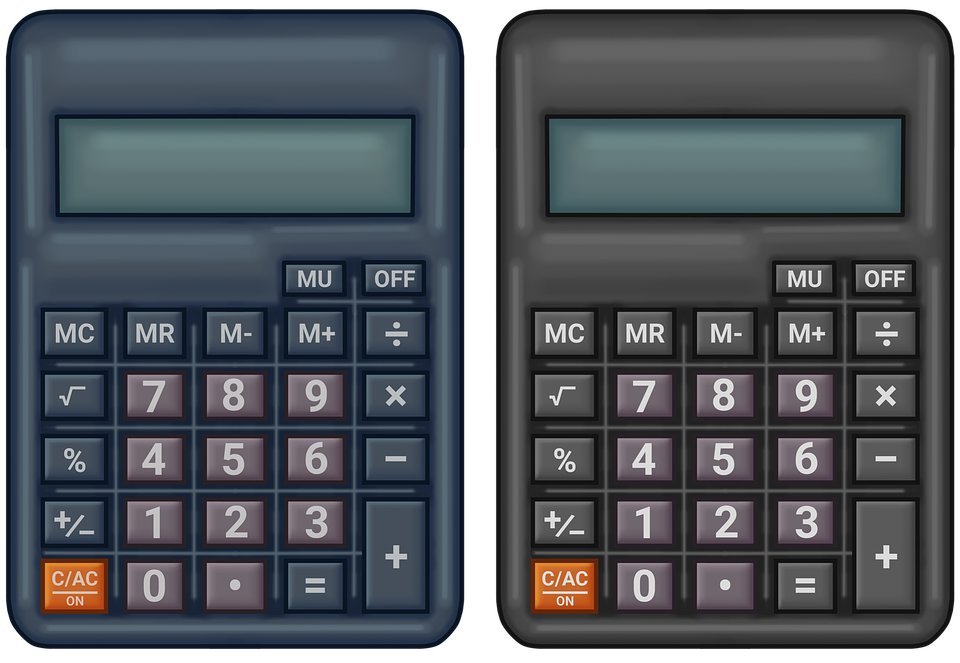 MU OFF
MC MR M- M+ ÷
√ 7 8 9 ×
% 4 5 6 −
+/− 1 2 3
C/AC 0 · = +
ON
MU OFF
MC MR M- M+ ÷
√ 7 8 9 ×
% 4 5 6 −
+/− 1 2 3
C/AC 0 · = +
ON